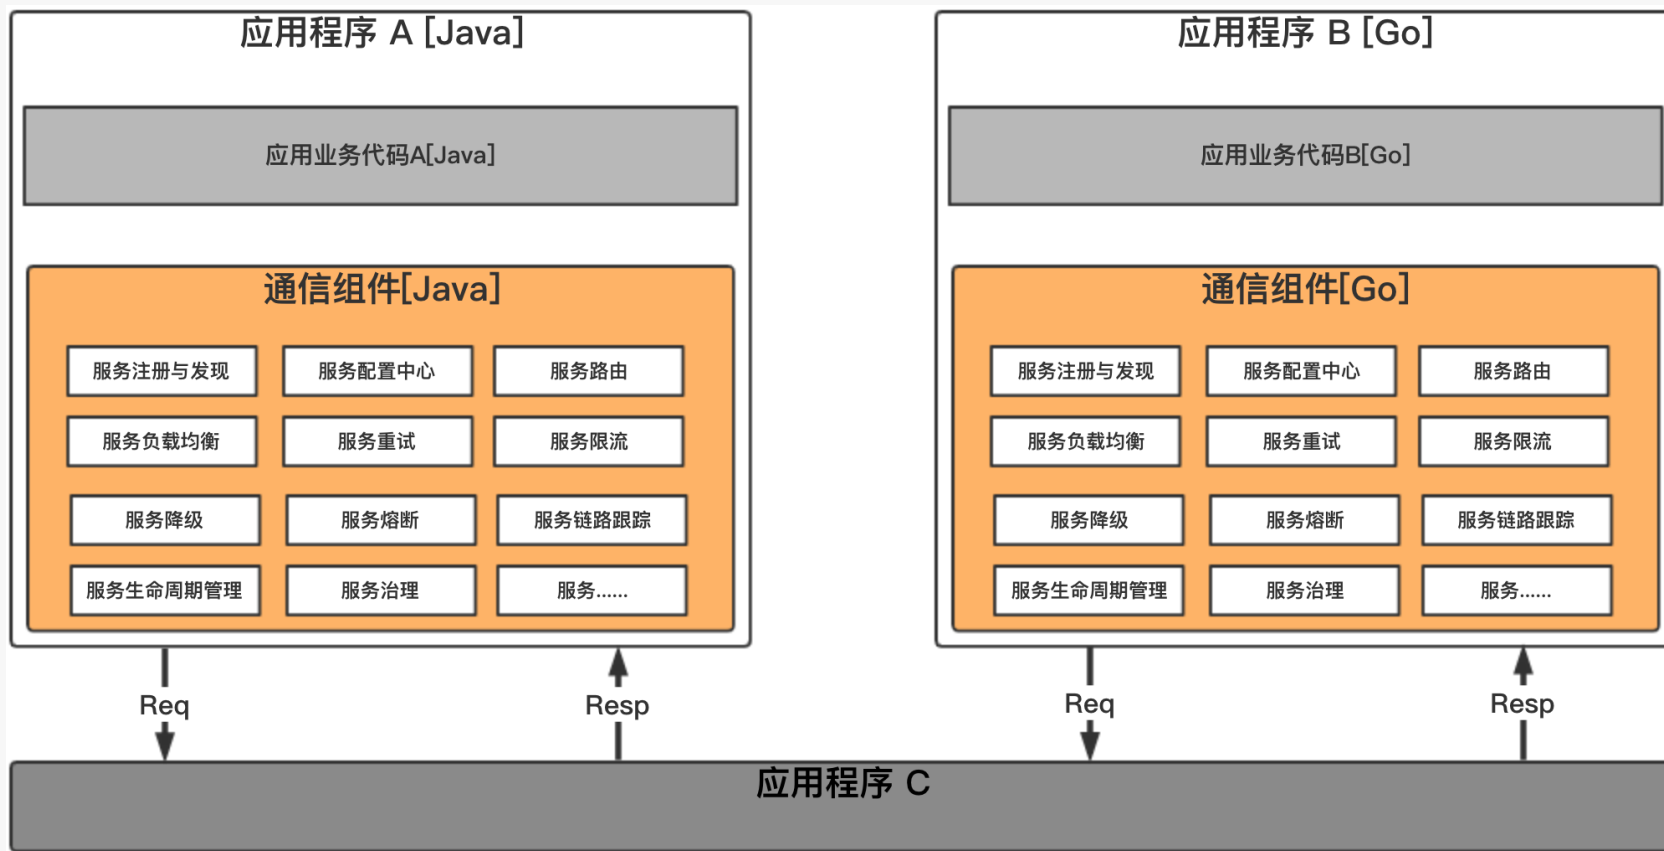 应用程序 A [Java]
应用业务代码A[Java]
通信组件[Java]
服务注册与发现
服务配置中心
服务路由
服务负载均衡
服务重试
服务限流
服务降级
服务熔断
服务链路跟踪
服务生命周期管理
服务治理
服务......
Req
Resp
应用程序 B [Go]
应用业务代码B[Go]
通信组件[Go]
服务注册与发现
服务配置中心
服务路由
服务负载均衡
服务重试
服务限流
服务降级
服务熔断
服务链路跟踪
服务生命周期管理
服务治理
服务......
Req
Resp
应用程序 C